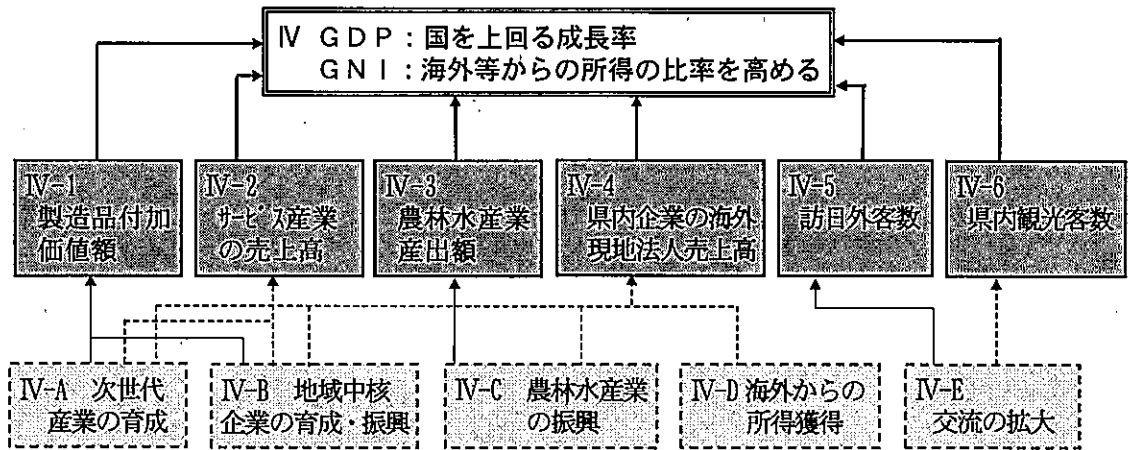 Ⅳ GDP：国を上回る成長率
GNI：海外等からの所得の比率を高める
Ⅳ-1
製造品付加
価値額
Ⅳ-2
ｻｰﾋﾞｽ産業
の売上高
Ⅳ-3
農林水産業
産出額
Ⅳ-4
県内企業の海外
現地法人売上高
Ⅳ-5
訪日外客数
Ⅳ-6
県内観光客数
Ⅳ-A 次世代
産業の育成
Ⅳ-B 地域中核
企業の育成・振興
Ⅳ-C 農林水産業
の振興
Ⅳ-D 海外からの
所得獲得
Ⅳ-E
交流の拡大